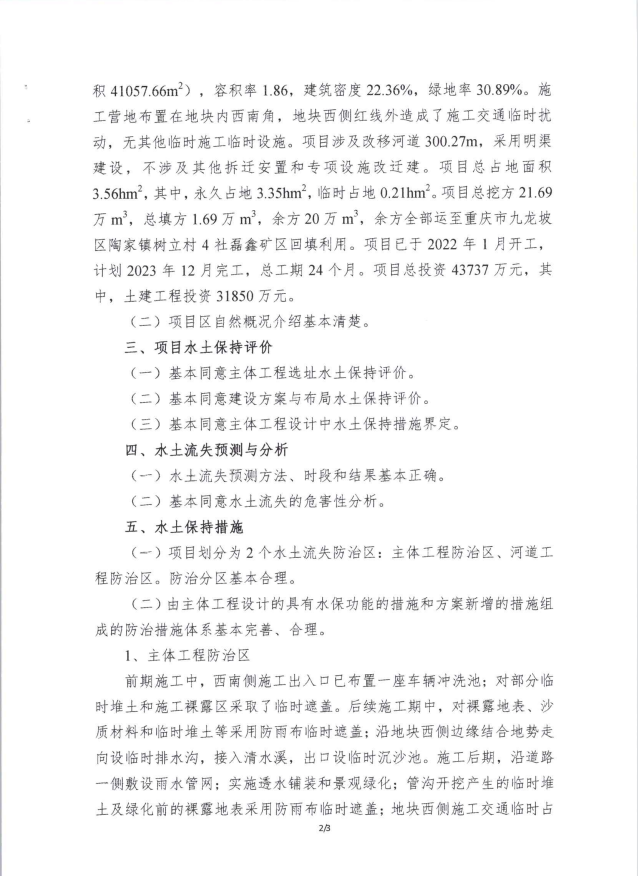 积 41057.66m²），容积率 1.86，建筑密度 22.36%，绿地率 30.89%。施
工营地布置在地块内西南角，地块西侧红线外造成了施工交通临时扰
动，无其他临时施工临时设施。项目涉及改移河道 300.27m，采用明渠
建设，不涉及其他拆迁安置和专项设施改迁建。项目总占地面积
3.56hm²，其中，永久占地 3.35hm²，临时占地 0.21hm²。项目总挖方 21.69
万 m³，总填方 1.69 万 m³，余方 20 万 m³，余方全部运至重庆市九龙坡
区陶家镇树立村 4 社磊鑫矿区回填利用。项目已于 2022 年 1 月开工，
计划 2023 年 12 月完工，总工期 24 个月。项目总投资 43737 万元，其
中，土建工程投资 31850 万元。
（二）项目区自然概况介绍基本清楚。
三、项目水土保持评价
（一）基本同意主体工程选址水土保持评价。
（二）基本同意建设方案与布局水土保持评价。
（三）基本同意主体工程设计中水土保持措施界定。
四、水土流失预测与分析
（一）水土流失预测方法、时段和结果基本正确。
（二）基本同意水土流失的危害性分析。
五、水土保持措施
（一）项目划分为 2 个水土流失防治区：主体工程防治区、河道工
程防治区。防治分区基本合理。
（二）由主体工程设计的具有水保功能的措施和方案新增的措施组
成的防治措施体系基本完善、合理。
1、主体工程防治区
前期施工中，西南侧施工出入口已布置一座车辆冲洗池；对部分临
时堆土和施工裸露区采取了临时遮盖。后续施工期中，对裸露地表、沙
质材料和临时堆土等采用防雨布临时遮盖；沿地块西侧边缘结合地势走
向设临时排水沟，接入清水溪，出口设临时沉沙池。施工后期，沿道路
一侧敷设雨水管网；实施透水铺装和景观绿化；管沟开挖产生的临时堆
土及绿化前的裸露地表采用防雨布临时遮盖；地块西侧施工交通临时占
2/3